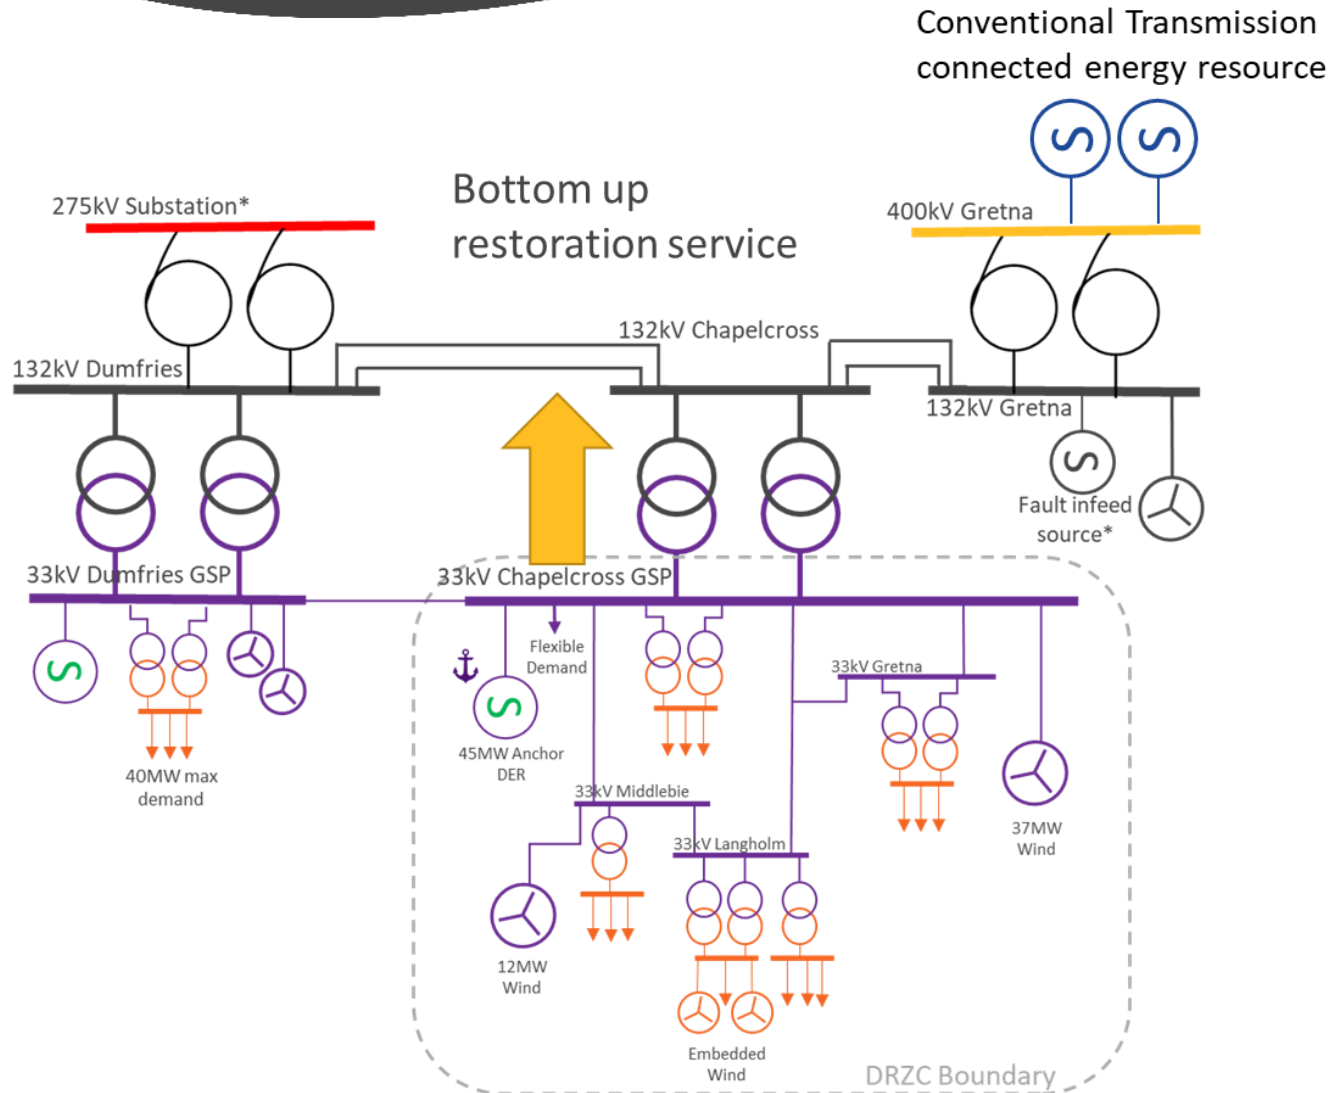 Conventional Transmission
connected energy resource
Bottom up
restoration service
275kV Substation*
400kV Gretna
132kV Chapelcross
132kV Dumfries
132kV Gretna
Fault infeed
source*
33kV Dumfries GSP
33kV Chapelcross GSP
Flexible
Demand
33kV Gretna
45MW Anchor
DER
40MW max
demand
33kV Middlebie
37MW
Wind
33kV Langholm
12MW
Wind
Embedded
Wind
DRZC Boundary